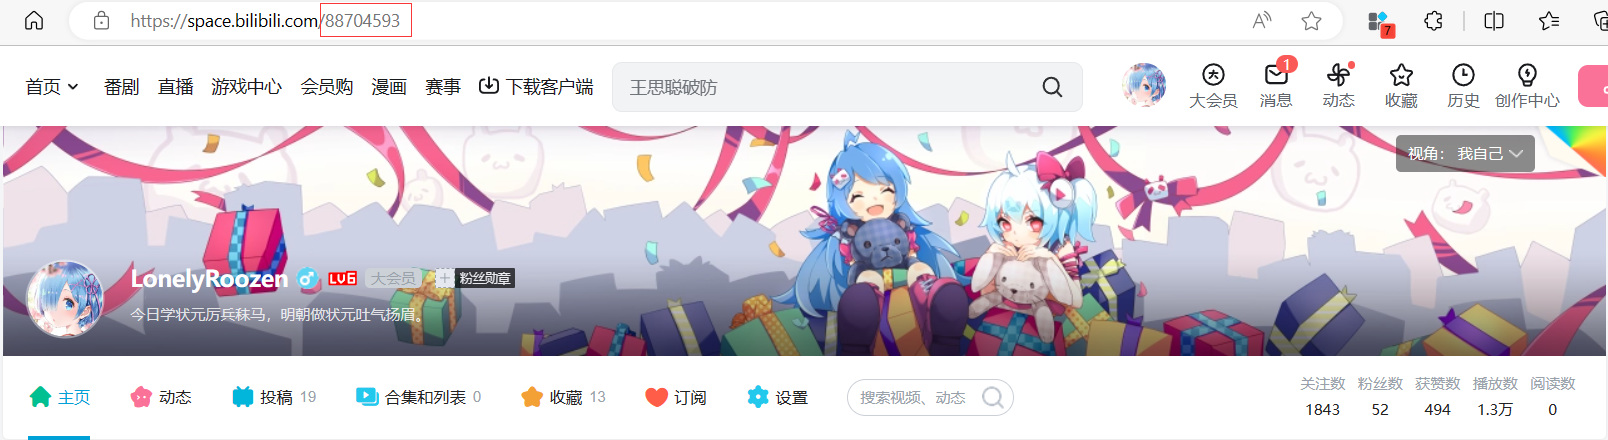 https://space.bilibili.com/88704593
7
首页 番剧 直播 游戏中心 会员购 漫画 赛事 下载客户端 王思聪破防 大会员 1 消息 动态 收藏 历史 创作中心
视角: 我自己
LonelyRoozen LV6 大会员 + 粉丝勋章
今日学状元厉兵秣马，明朝做状元吐气扬眉。
主页 动态 投稿 19 合集和列表 0 收藏 13 订阅 设置 搜索视频、动态
关注数 粉丝数 获赞数 播放数 阅读数
1843 52 494 1.3万 0